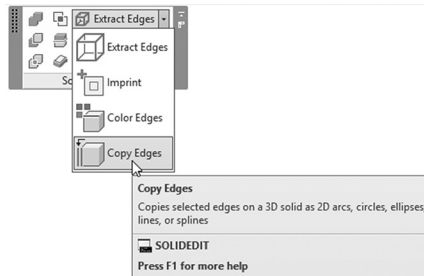 Extract Edges
Extract Edges
So
Imprint
Color Edges
Copy Edges
Copy Edges
Copies selected edges on a 3D solid as 2D arcs, circles, ellipses,
lines, or splines
SOLIDEDIT
Press F1 for more help